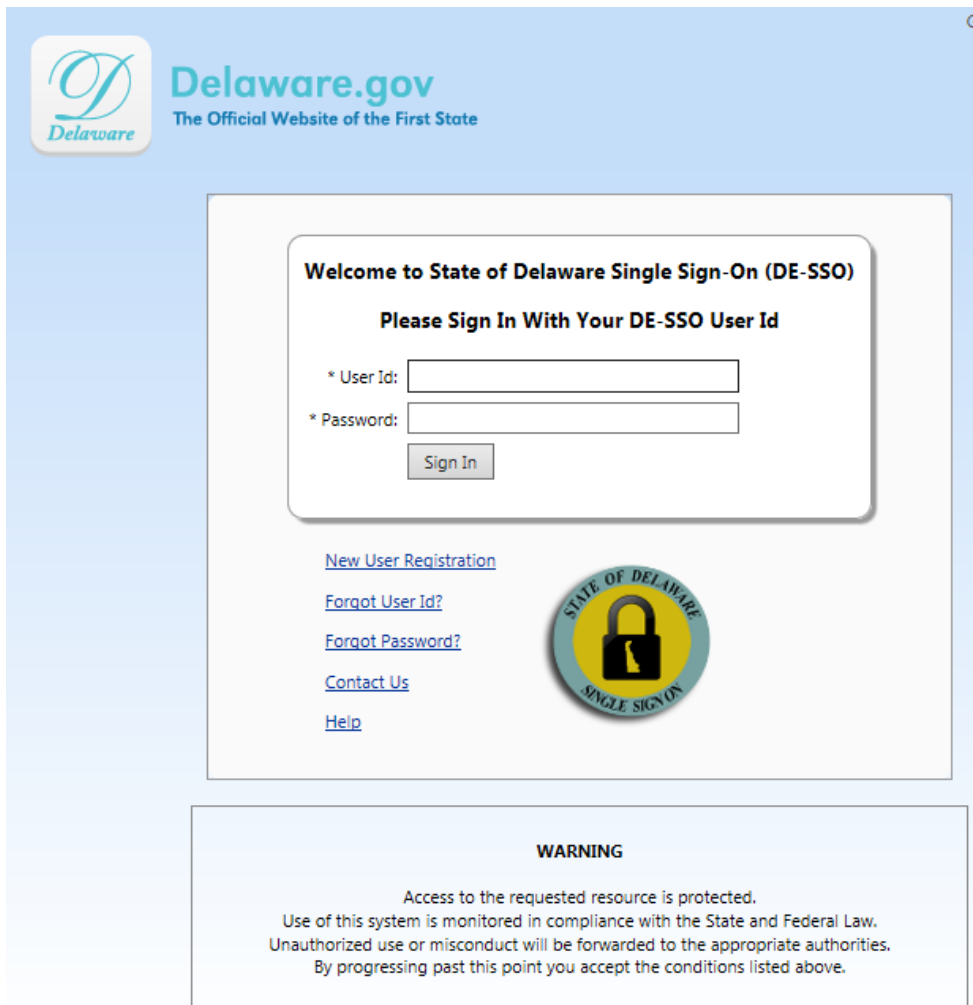 Delaware
Delaware.gov
The Official Website of the First State
Welcome to State of Delaware Single Sign-On (DE-SSO)
Please Sign In With Your DE-SSO User Id
* User Id:
* Password:
Sign In
New User Registration
Forgot User Id?
Forgot Password?
Contact Us
Help
STATE OF DELAWARE
SINGLE SIGN ON
WARNING
Access to the requested resource is protected.
Use of this system is monitored in compliance with the State and Federal Law.
Unauthorized use or misconduct will be forwarded to the appropriate authorities.
By progressing past this point you accept the conditions listed above.